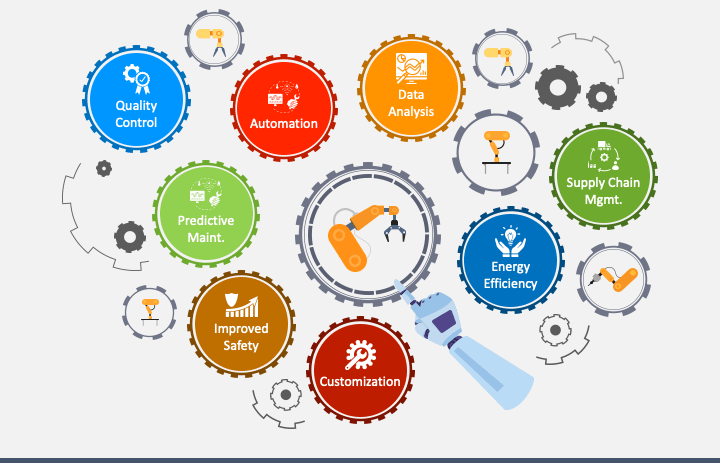 Quality
Control
Automation
Data
Analysis
Supply Chain
Mgmt.
Predictive
Maint.
Energy
Efficiency
Improved
Safety
Customization